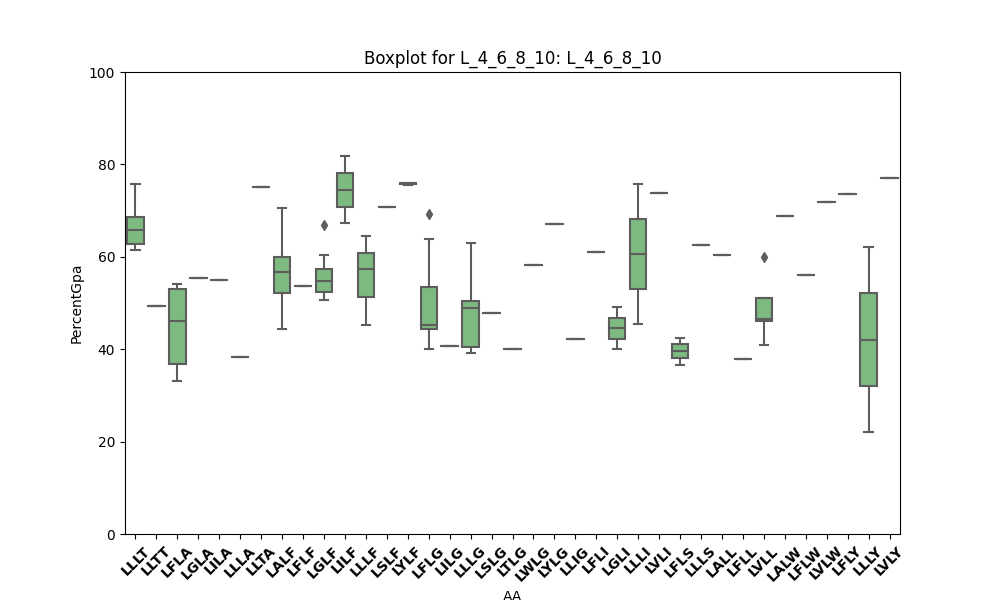 Boxplot for L_4_6_8_10: L_4_6_8_10
100
80
60
40
20
0
PercentGpa
LLLT LLTT LFLA LGLA LILA LLLA LLTA LALF LFLF LGLF LILF LLLF LSLF LYLF LFLG LILG LLLG LSLG LTLG LWLG LYLG LLIG LFLI LGLI LLLI LVLI LFLS LLLS LALL LFLL LVLL LALW LFLW LVLW LFLY LLLY LVLY
AA